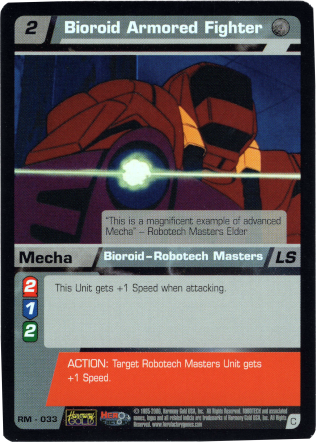 2 Bioroid Armored Fighter
"This is a magnificent example of advanced
Mecha" – Robotech Masters Elder
Mecha Bioroid–Robotech Masters LS
2
1
2
This Unit gets +1 Speed when attacking.
ACTION: Target Robotech Masters Unit gets
+1 Speed.
RM - 033
Harmony
GOLD
C